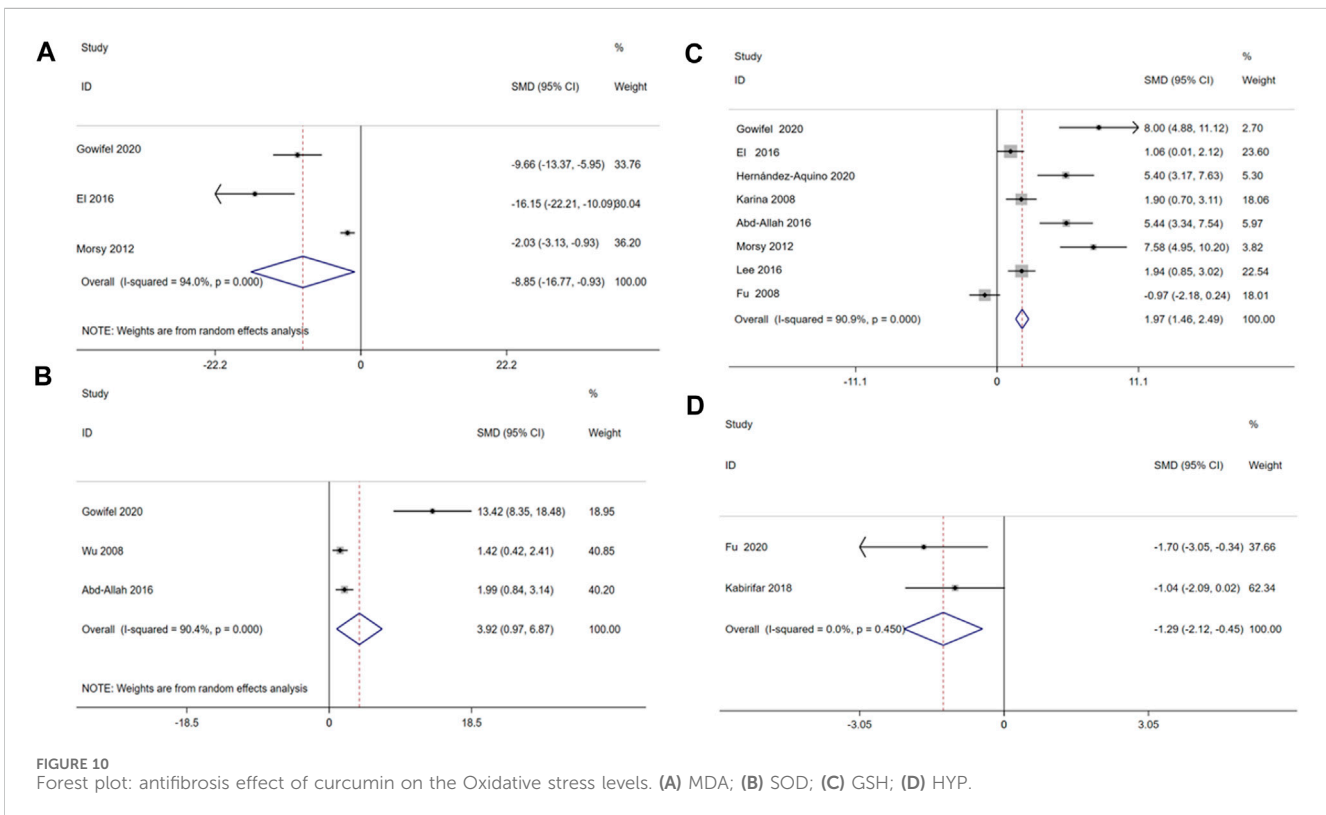 A
Study %
ID SMD (95% CI) Weight
Gowifel 2020 -9.66 (-13.37, -5.95) 33.76
El 2016 -16.15 (-22.21, -10.09)30.04
Morsy 2012 -2.03 (-3.13, -0.93) 36.20
Overall (I-squared = 94.0%, p = 0.000) -8.85 (-16.77, -0.93) 100.00
NOTE: Weights are from random effects analysis
-22.2 0 22.2
B
Study %
ID SMD (95% CI) Weight
Gowifel 2020 13.42 (8.35, 18.48) 18.95
Wu 2008 1.42 (0.42, 2.41) 40.85
Abd-Allah 2016 1.99 (0.84, 3.14) 40.20
Overall (I-squared = 90.4%, p = 0.000) 3.92 (0.97, 6.87) 100.00
NOTE: Weights are from random effects analysis
-18.5 0 18.5
C
Study %
ID SMD (95% CI) Weight
Gowifel 2020 8.00 (4.88, 11.12) 2.70
El 2016 1.06 (0.01, 2.12) 23.60
Hernández-Aquino 2020 5.40 (3.17, 7.63) 5.30
Karina 2008 1.90 (0.70, 3.11) 18.06
Abd-Allah 2016 5.44 (3.34, 7.54) 5.97
Morsy 2012 7.58 (4.95, 10.20) 3.82
Lee 2016 1.94 (0.85, 3.02) 22.54
Fu 2008 -0.97 (-2.18, 0.24) 18.01
Overall (I-squared = 90.9%, p = 0.000) 1.97 (1.46, 2.49) 100.00
-11.1 0 11.1
D
Study %
ID SMD (95% CI) Weight
Fu 2020 -1.70 (-3.05, -0.34) 37.66
Kabirifar 2018 -1.04 (-2.09, 0.02) 62.34
Overall (I-squared = 0.0%, p = 0.450) -1.29 (-2.12, -0.45) 100.00
-3.05 0 3.05
FIGURE 10
Forest plot: antifibrosis effect of curcumin on the Oxidative stress levels. (A) MDA; (B) SOD; (C) GSH; (D) HYP.